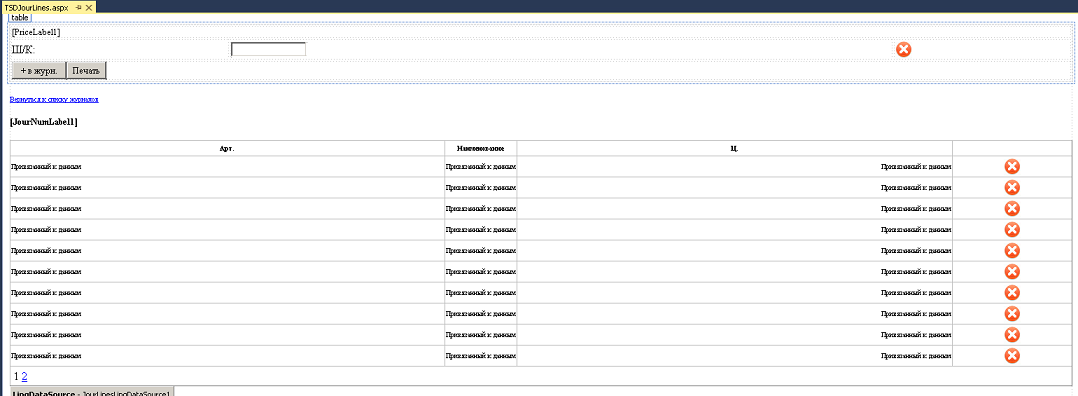 TSDJourLines.aspx
table
[PriceLabel1]
Ш/К:
+ в журн. Печать
Вернуться к списку журналов
[JourNumLabel1]
Арт. Наименование Ц.
Привязанный к данным Привязанный к данным Привязанный к данным
Привязанный к данным Привязанный к данным Привязанный к данным
Привязанный к данным Привязанный к данным Привязанный к данным
Привязанный к данным Привязанный к данным Привязанный к данным
Привязанный к данным Привязанный к данным Привязанный к данным
Привязанный к данным Привязанный к данным Привязанный к данным
Привязанный к данным Привязанный к данным Привязанный к данным
Привязанный к данным Привязанный к данным Привязанный к данным
Привязанный к данным Привязанный к данным Привязанный к данным
Привязанный к данным Привязанный к данным Привязанный к данным
1 2
LinqDataSource - JourLinesLinqDataSource1